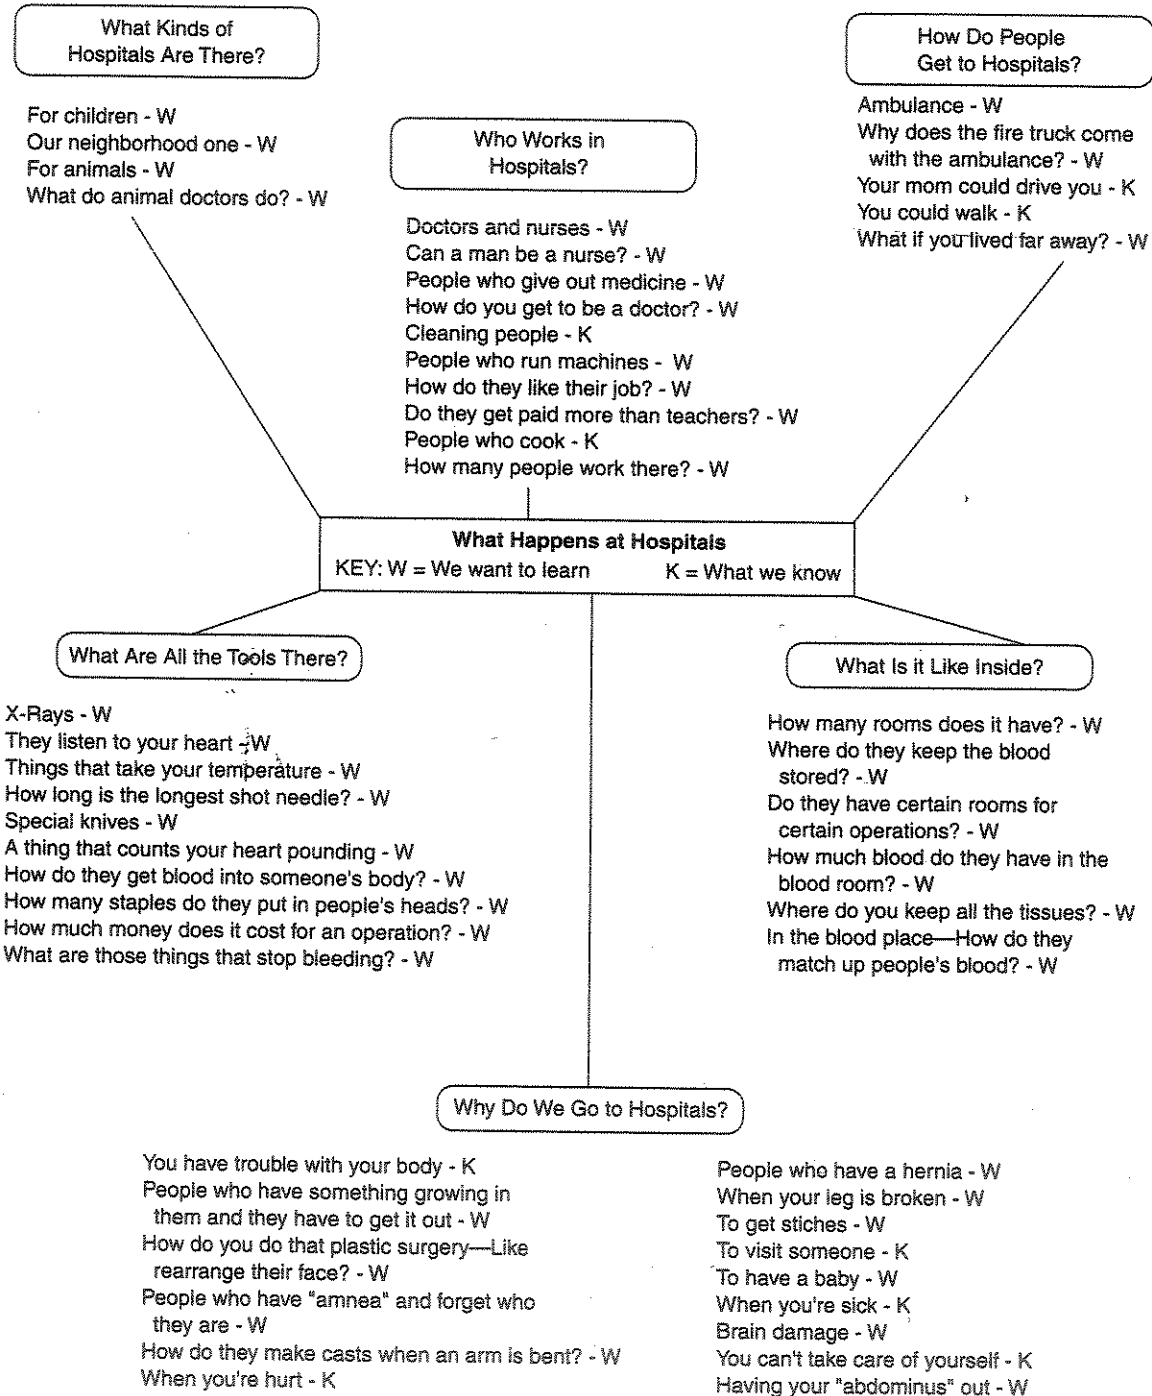 What Kinds of
Hospitals Are There?
For children - W
Our neighborhood one - W
For animals - W
What do animal doctors do? - W
Who Works in
Hospitals?
Doctors and nurses - W
Can a man be a nurse? - W
People who give out medicine - W
How do you get to be a doctor? - W
Cleaning people - K
People who run machines - W
How do they like their job? - W
Do they get paid more than teachers? - W
People who cook - K
How many people work there? - W
How Do People
Get to Hospitals?
Ambulance - W
Why does the fire truck come
with the ambulance? - W
Your mom could drive you - K
You could walk - K
What if you lived far away? - W
What Happens at Hospitals
KEY: W = We want to learn K = What we know
What Are All the Tools There?
X-Rays - W
They listen to your heart - W
Things that take your temperature - W
How long is the longest shot needle? - W
Special knives - W
A thing that counts your heart pounding - W
How do they get blood into someone's body? - W
How many staples do they put in people's heads? - W
How much money does it cost for an operation? - W
What are those things that stop bleeding? - W
What Is it Like Inside?
How many rooms does it have? - W
Where do they keep the blood
stored? - W
Do they have certain rooms for
certain operations? - W
How much blood do they have in the
blood room? - W
Where do you keep all the tissues? - W
In the blood place—How do they
match up people's blood? - W
Why Do We Go to Hospitals?
You have trouble with your body - K
People who have something growing in
them and they have to get it out - W
How do you do that plastic surgery—Like
rearrange their face? - W
People who have "amnea" and forget who
they are - W
How do they make casts when an arm is bent? - W
When you're hurt - K
People who have a hernia - W
When your leg is broken - W
To get stiches - W
To visit someone - K
To have a baby - W
When you're sick - K
Brain damage - W
You can't take care of yourself - K
Having your "abdominus" out - W